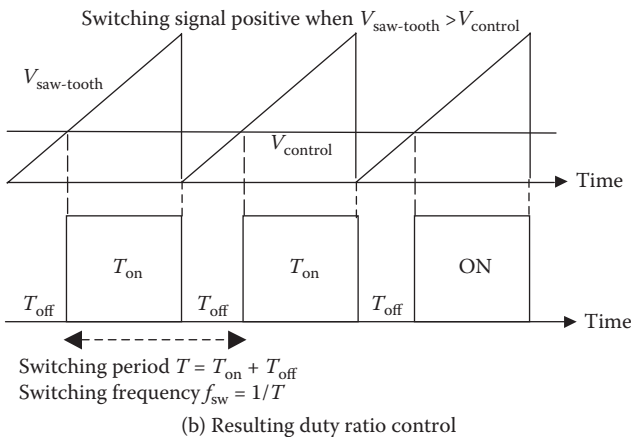 Switching signal positive when V_saw-tooth >V_control
V_saw-tooth
V_control
Time
T_on
T_on
ON
T_off
T_off
T_off
Time
Switching period T = T_on + T_off
Switching frequency f_sw = 1/T
(b) Resulting duty ratio control